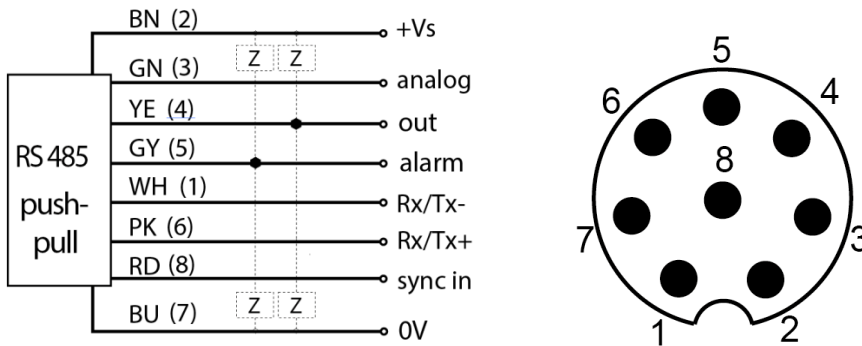 BN (2) +Vs
Z Z
GN (3) analog
YE (4) out
GY (5) alarm
RS 485
push-
pull
WH (1) Rx/Tx-
PK (6) Rx/Tx+
RD (8) sync in
Z Z
BU (7) 0V
5
6 4
8
7 3
1 2